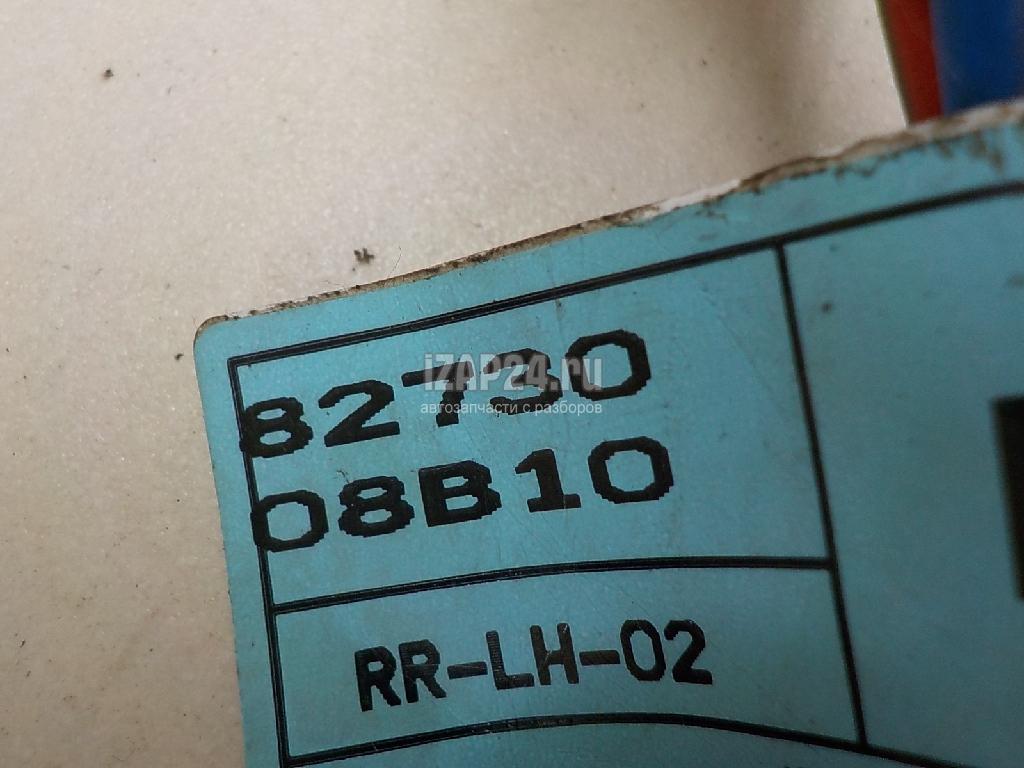 82730
08B10
RR-LH-02
iZAP24.ru
автозапчасти с разборов